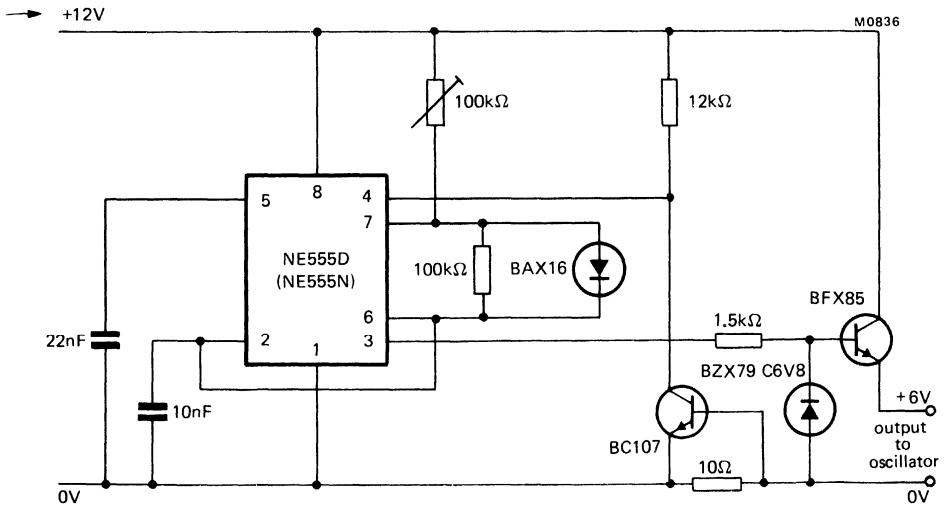 +12V
M0836
100kΩ
12kΩ
5
8
4
7
NE555D
(NE555N)
100kΩ
BAX16
BFX85
6
3
2
1
22nF
10nF
1.5kΩ
BZX79 C6V8
BC107
+6V
output
to
oscillator
10Ω
0V
0V